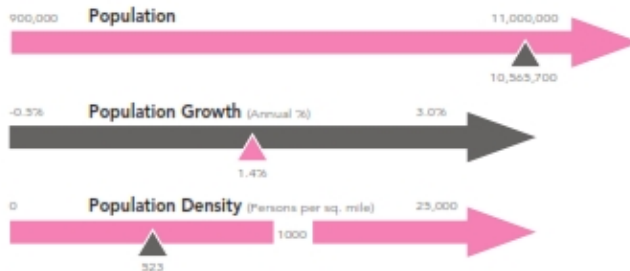 900,000 Population 11,000,000
10,565,700
-0.5% Population Growth (Annual %) 3.0%
1.4%
0 Population Density (Persons per sq. mile) 25,000
1000
523